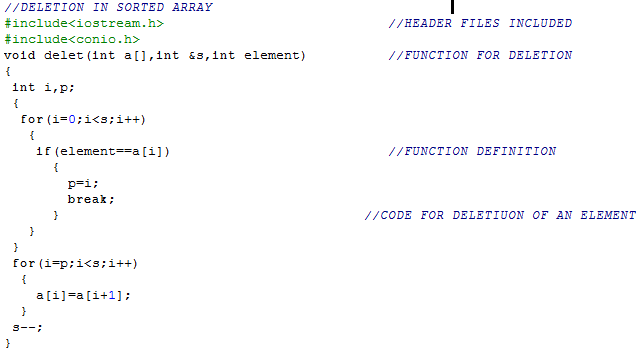 //DELETION IN SORTED ARRAY
#include<iostream.h> //HEADER FILES INCLUDED
#include<conio.h>
void delet(int a[],int &s,int element) //FUNCTION FOR DELETION
{
int i,p;
{
for(i=0;i<s;i++)
{
if(element==a[i]) //FUNCTION DEFINITION
{
p=i;
break;
} //CODE FOR DELETIUON OF AN ELEMENT
}
}
for(i=p;i<s;i++)
{
a[i]=a[i+1];
}
s--;
}